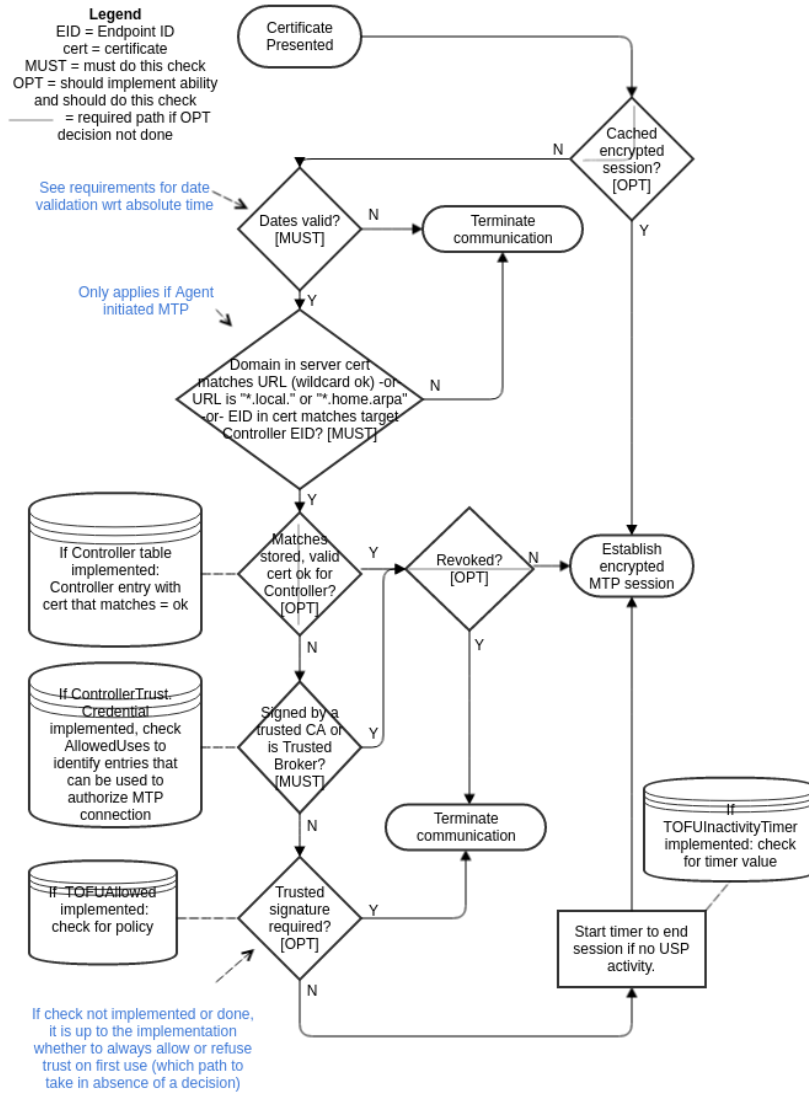 Legend
EID = Endpoint ID
cert = certificate
MUST = must do this check
OPT = should implement ability
and should do this check
= required path if OPT
decision not done
Certificate
Presented
Cached
encrypted
session?
[OPT]
N
Y
See requirements for date
validation wrt absolute time
Dates valid?
[MUST]
N
Y
Terminate
communication
Only applies if Agent
initiated MTP
Domain in server cert
matches URL (wildcard ok) -or-
URL is "*.local." or "*.home.arpa"
-or- EID in cert matches target
Controller EID? [MUST]
N
Y
If Controller table
implemented:
Controller entry with
cert that matches = ok
Matches
stored, valid
cert ok for
Controller?
[OPT]
Y
N
Revoked?
[OPT]
N
Y
Establish
encrypted
MTP session
If ControllerTrust.
Credential
implemented, check
AllowedUses to
identify entries that
can be used to
authorize MTP
connection
Signed by a
trusted CA or
is Trusted
Broker?
[MUST]
Y
N
Terminate
communication
If
TOFUInactivityTimer
implemented: check
for timer value
If TOFUAllowed
implemented:
check for policy
Trusted
signature
required?
[OPT]
Y
N
Start timer to end
session if no USP
activity.
If check not implemented or done,
it is up to the implementation
whether to always allow or refuse
trust on first use (which path to
take in absence of a decision)